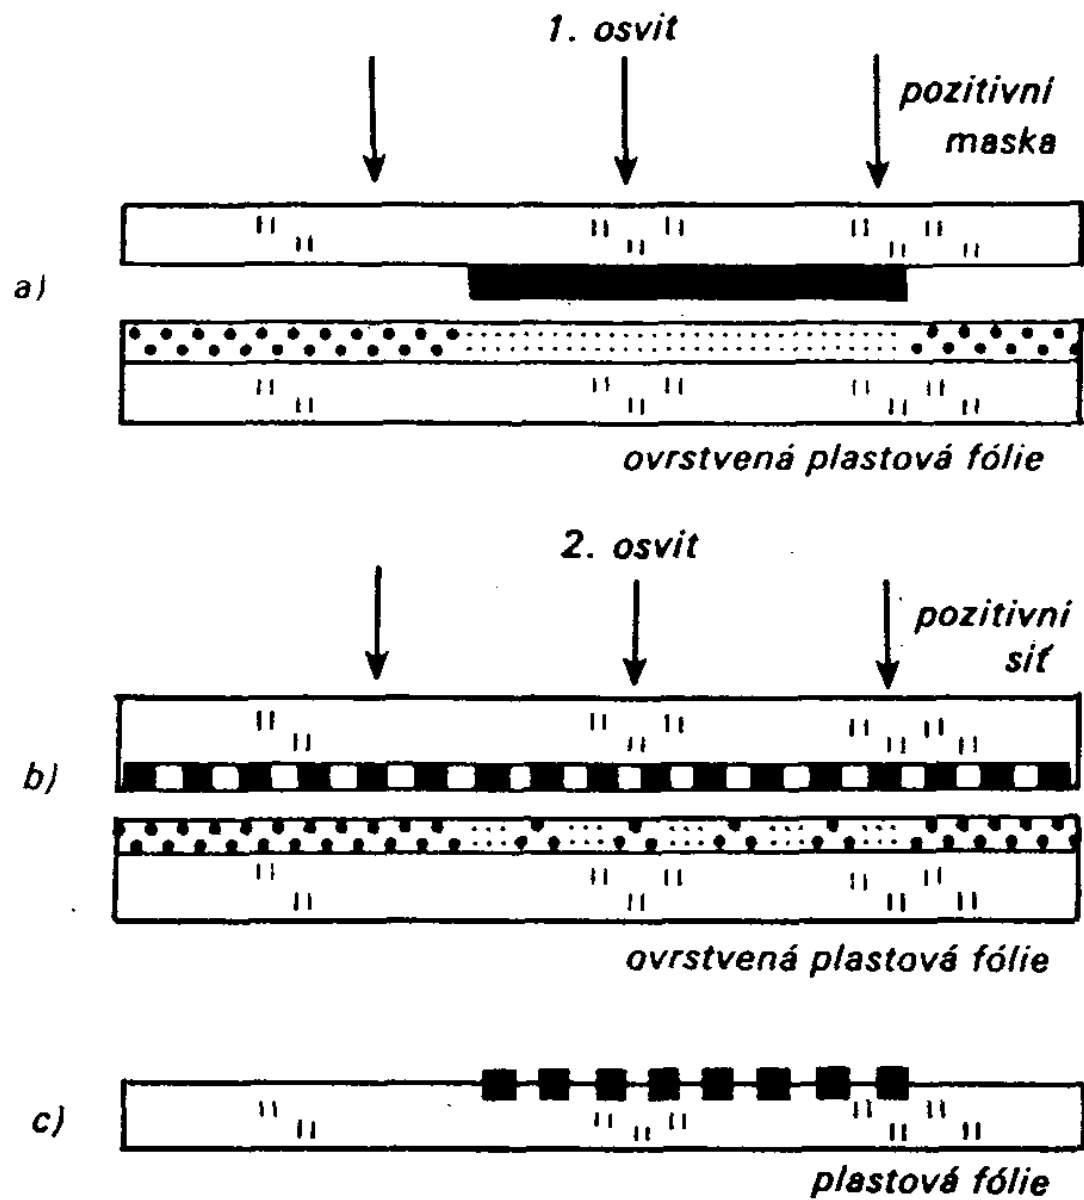 1. osvit
pozitivní
maska
a)
ovrstvená plastová fólie
2. osvit
pozitivní
síť
b)
ovrstvená plastová fólie
c)
plastová fólie